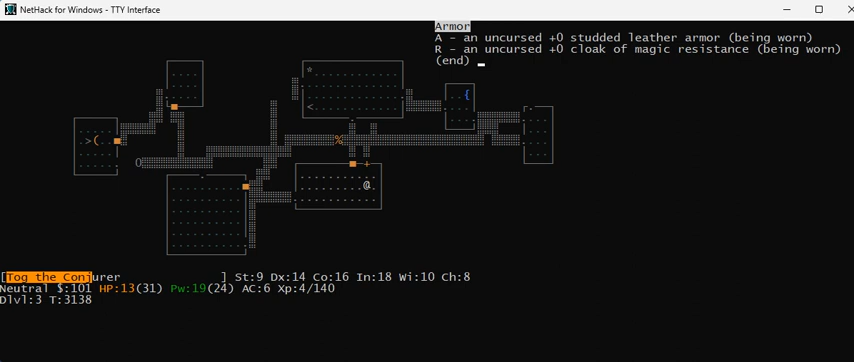 NetHack for Windows - TTY Interface
Armor
A - an uncursed +0 studded leather armor (being worn)
R - an uncursed +0 cloak of magic resistance (being worn)
(end)
[Tog the Conjurer ] St:9 Dx:14 Co:16 In:18 Wi:10 Ch:8
Neutral $:101 HP:13(31) Pw:19(24) AC:6 Xp:4/140
Dlvl:3 T:3138